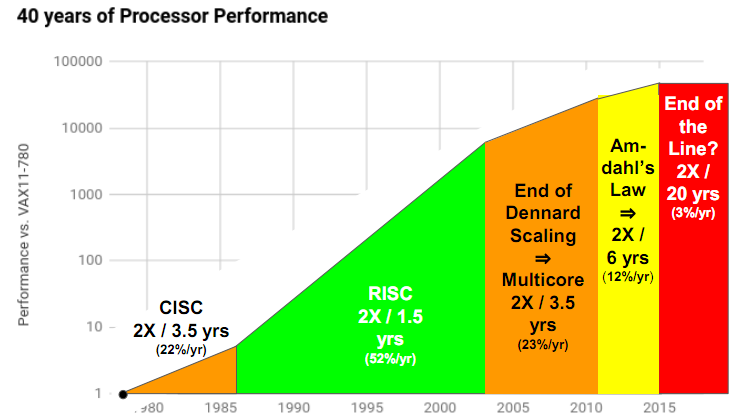 40 years of Processor Performance
100000
10000
1000
100
10
1
Performance vs. VAX11-780
CISC
2X / 3.5 yrs
(22%/yr)
RISC
2X / 1.5
yrs
(52%/yr)
End of
Dennard
Scaling
⇒
Multicore
2X / 3.5
yrs
(23%/yr)
Am-
dahl's
Law
⇒
2X /
6 yrs
(12%/yr)
End of
the
Line?
2X /
20 yrs
(3%/yr)
1985
1990
1995
2000
2005
2010
2015